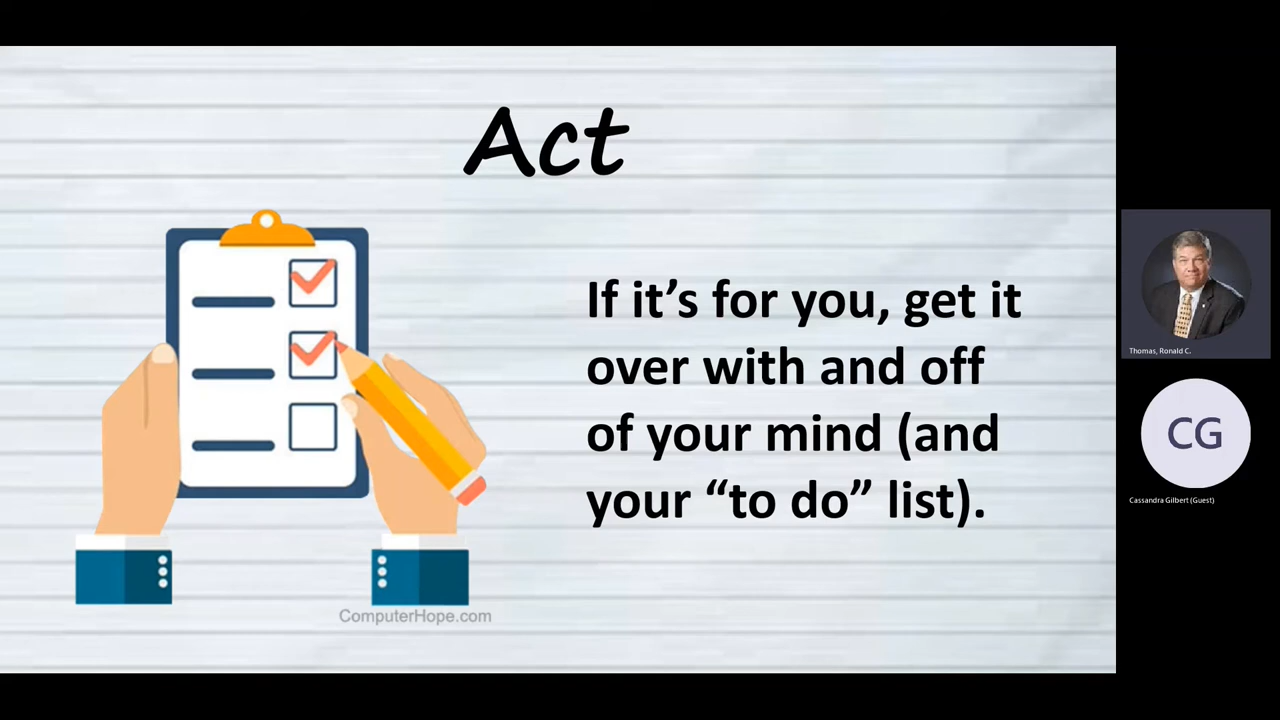 Act
If it’s for you, get it
over with and off
of your mind (and
your “to do” list).
ComputerHope.com
Thomas, Ronald C.
CG
Cassandra Gilbert (Guest)